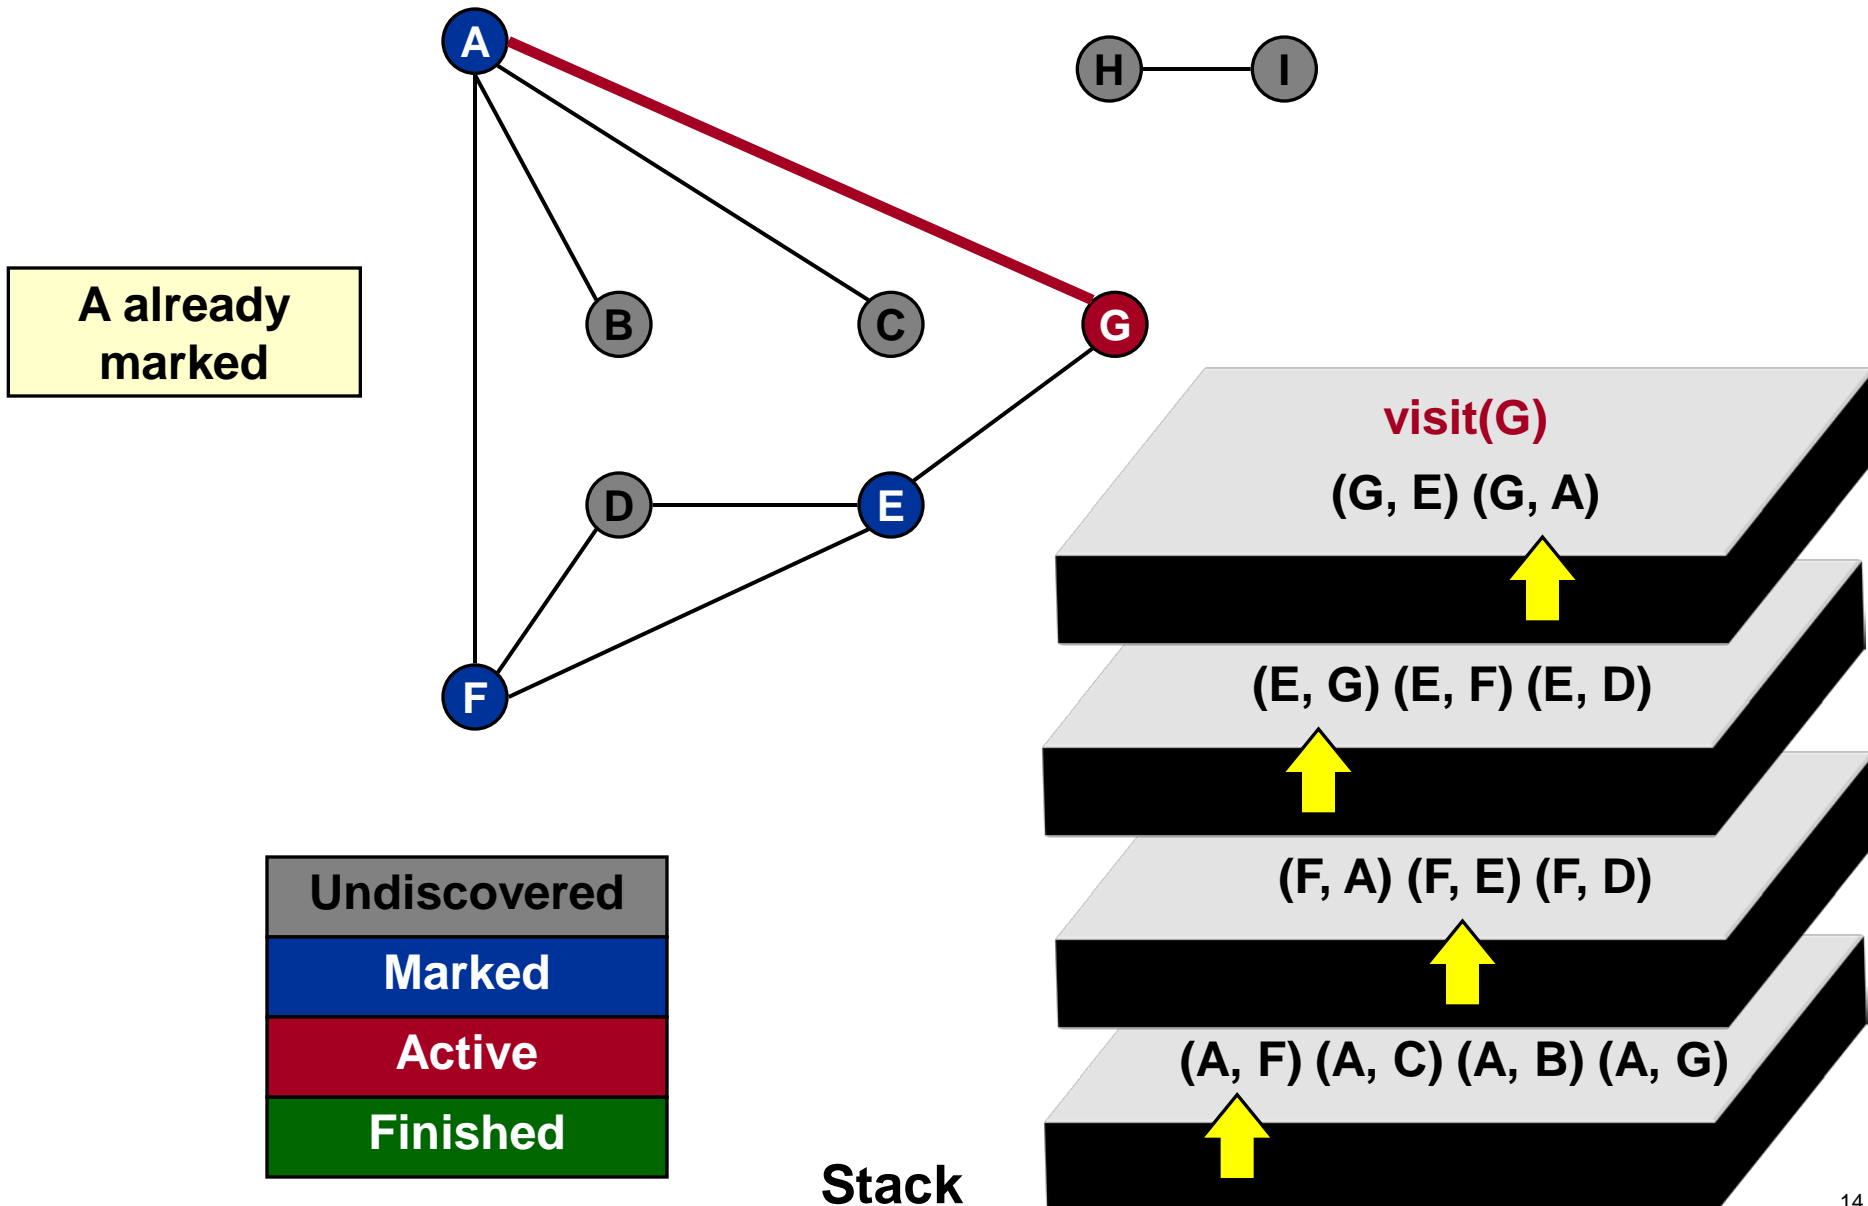 A
H
I
A already
marked
B
C
G
visit(G)
(G, E) (G, A)
D
E
(E, G) (E, F) (E, D)
F
Undiscovered
(F, A) (F, E) (F, D)
Marked
Active
(A, F) (A, C) (A, B) (A, G)
Finished
Stack
14